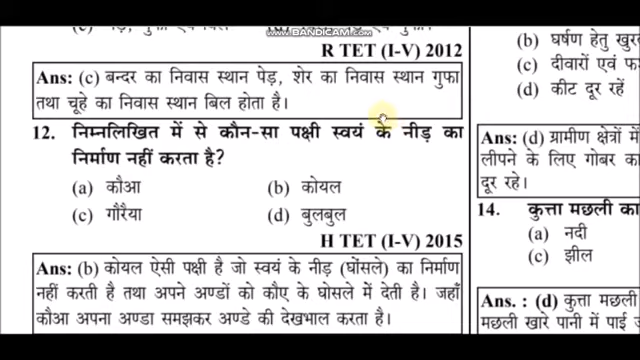 WWW.BANDICAM.COM
R TET (I-V) 2012
Ans: (c) बन्दर का निवास स्थान पेड़, शेर का निवास स्थान गुफा
तथा चूहे का निवास स्थान बिल होता है।
12. निम्नलिखित में से कौन-सा पक्षी स्वयं के नीड़ का
निर्माण नहीं करता है?
(a) कौआ (b) कोयल
(c) गौरैया (d) बुलबुल
H TET (I-V) 2015
Ans: (b) कोयल ऐसी पक्षी है जो स्वयं के नीड़ (घोंसले) का निर्माण
नहीं करती है तथा अपने अण्डों को कौए के घोसले में देती है। जहाँ
कौआ अपना अण्डा समझकर अण्डे की देखभाल करता है।
(b) घर्षण हेतु
(c) दीवारों एवं
(d) कीट दूर रहें
Ans: (d) ग्रामीण क्षेत्रों में
लीपने के लिए गोबर का
दूर रहे।
14. कुत्ता मछली का
(a) नदी
(c) झील
Ans. : (d) कुत्ता मछली
मछली खारे पानी में पाई